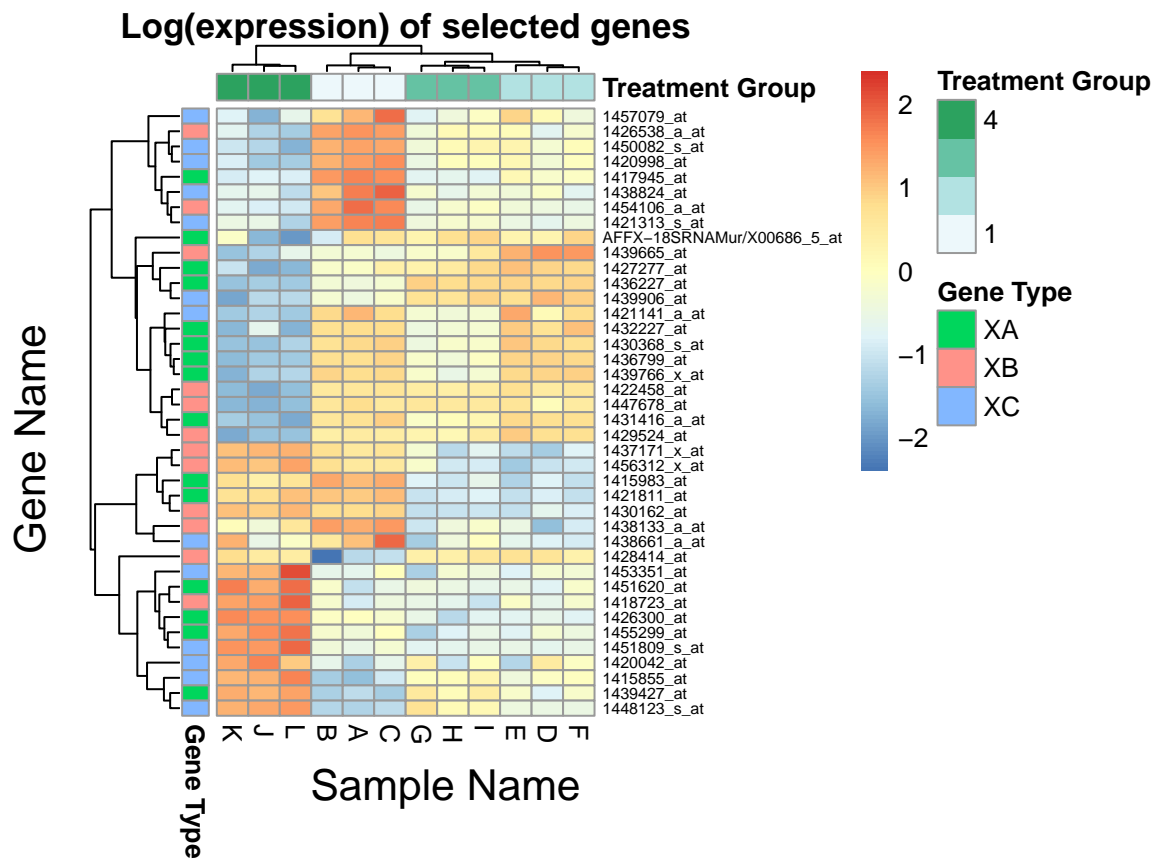 Log(expression) of selected genes
Treatment Group
1457079_at
1426538_a_at
1450082_s_at
1420998_at
1417945_at
1438824_at
1454106_a_at
1421313_s_at
AFFX−18SRNAMur/X00686_5_at
1439665_at
1427277_at
1436227_at
1439906_at
1421141_a_at
1432227_at
1430368_s_at
1436799_at
1439766_x_at
1422458_at
1447678_at
1431416_a_at
1429524_at
1437171_x_at
1456312_x_at
1415983_at
1421811_at
1430162_at
1438133_a_at
1438661_a_at
1428414_at
1453351_at
1451620_at
1418723_at
1426300_at
1455299_at
1451809_s_at
1420042_at
1415855_at
1439427_at
1448123_s_at
Gene Name
Gene Type
K J L B A C G H I E D F
Sample Name
2
1
0
−1
−2
Treatment Group
4
1
Gene Type
XA
XB
XC